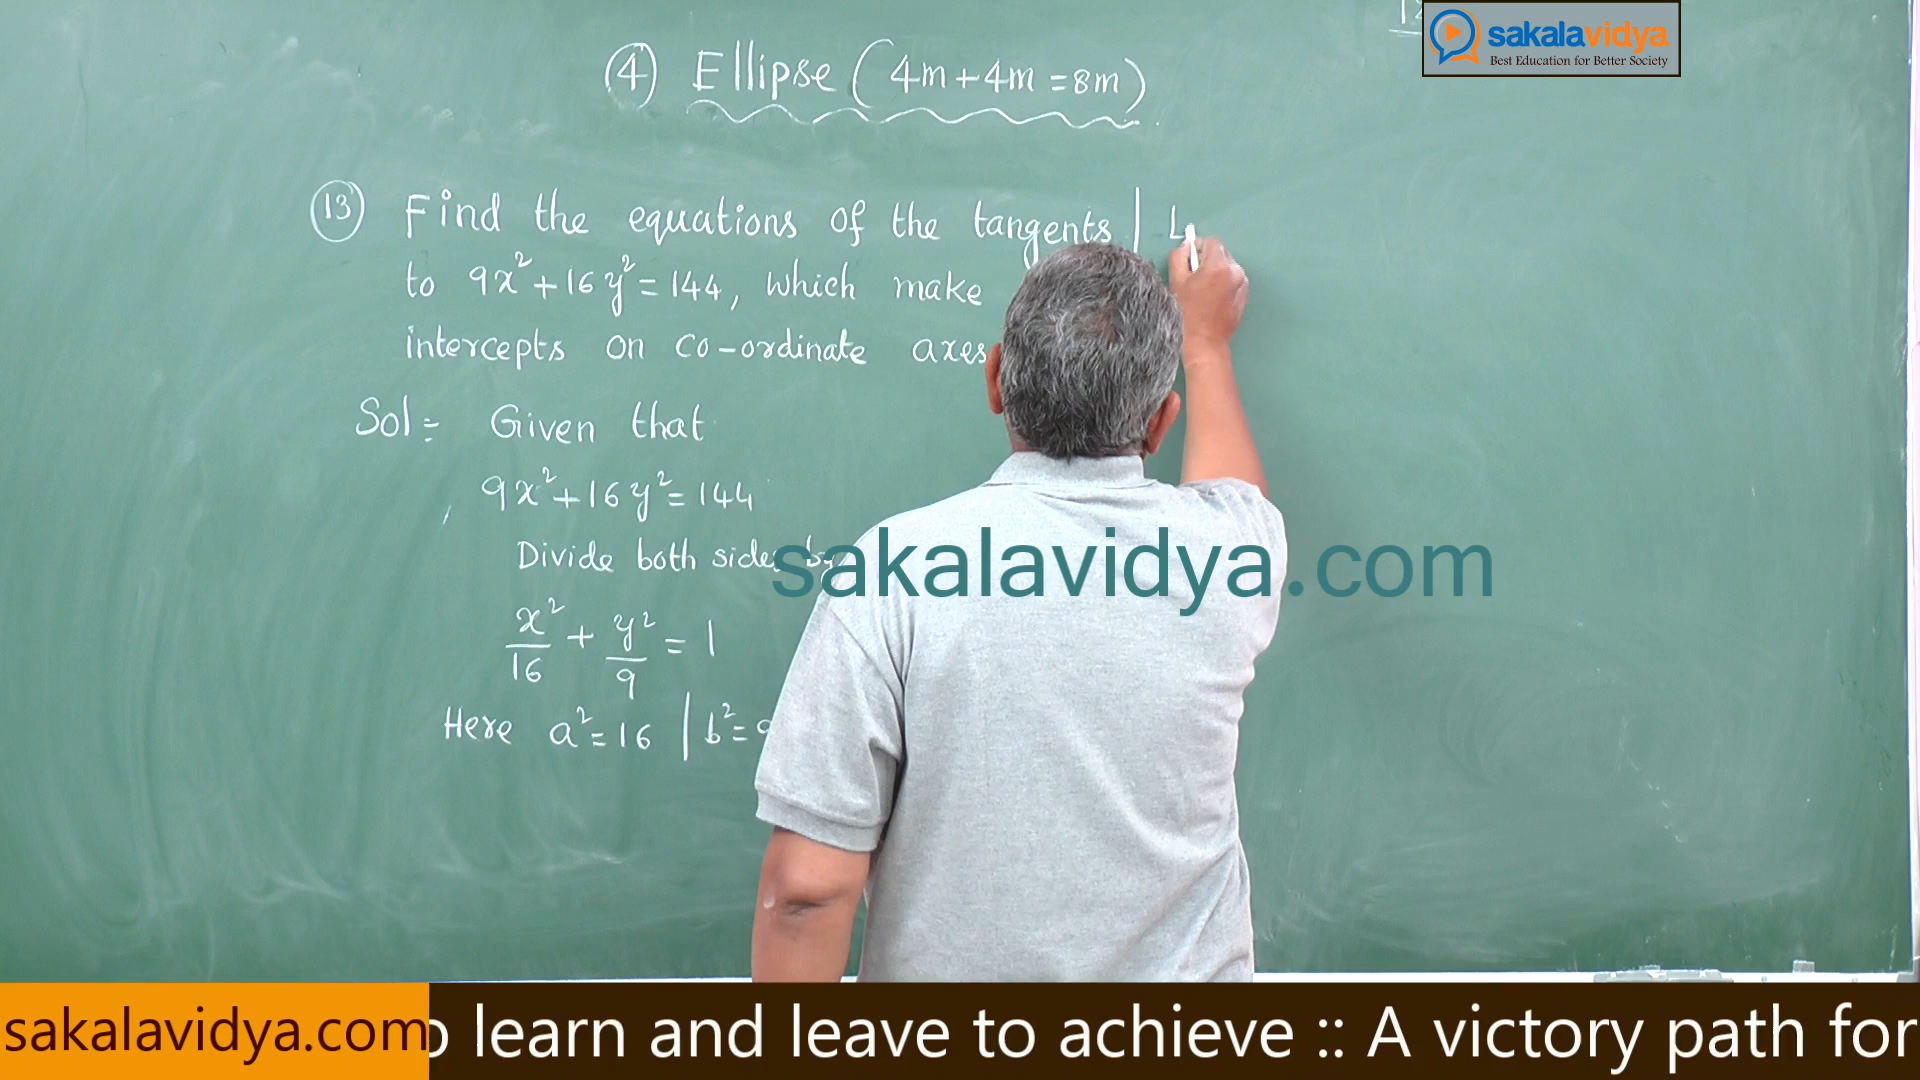 sakalavidya
Best Education for Better Society
④ Ellipse (4m+4m=8m)
⑬ Find the equations of the tangents
to 9x²+16y²=144, which make
intercepts on co-ordinate axes
Sol:- Given that
9x²+16y²=144
Divide both sides by
x²/16 + y²/9 = 1
Here a²=16 | b²=9
L
sakalavidya.com
sakalavidya.com
o learn and leave to achieve :: A victory path for